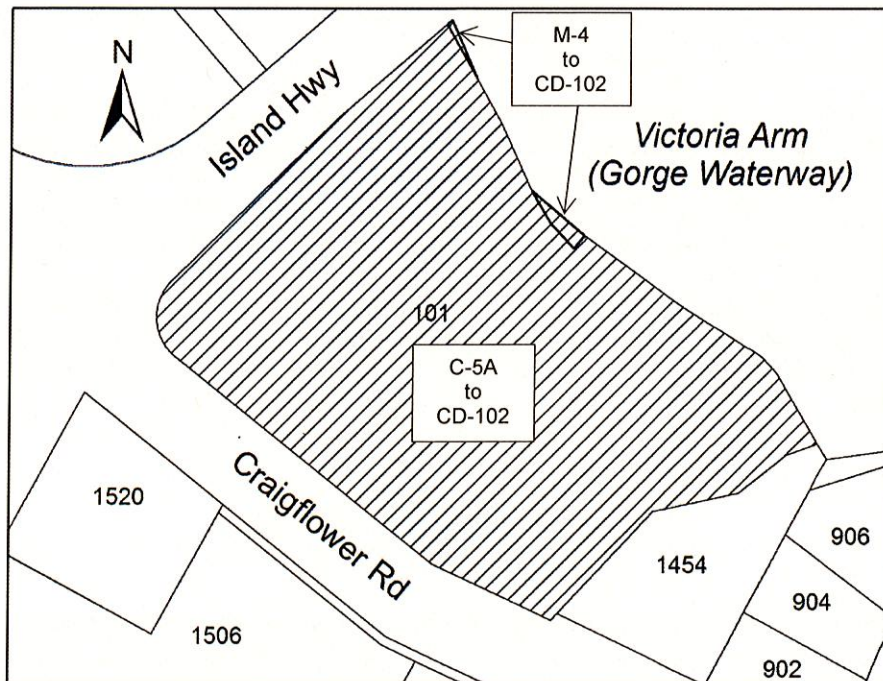 M-4
to
CD-102
N
Island Hwy
Victoria Arm
(Gorge Waterway)
101
C-5A
to
CD-102
Craigflower Rd
1520
1506
1454
906
904
902